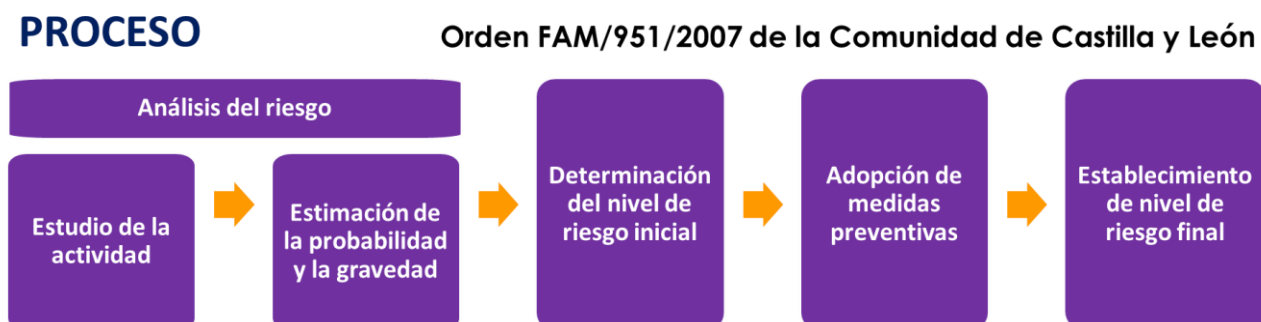 PROCESO
Orden FAM/951/2007 de la Comunidad de Castilla y León
Análisis del riesgo
Estudio de la
actividad
Estimación de
la probabilidad
y la gravedad
Determinación
del nivel de
riesgo inicial
Adopción de
medidas
preventivas
Establecimiento
de nivel de
riesgo final